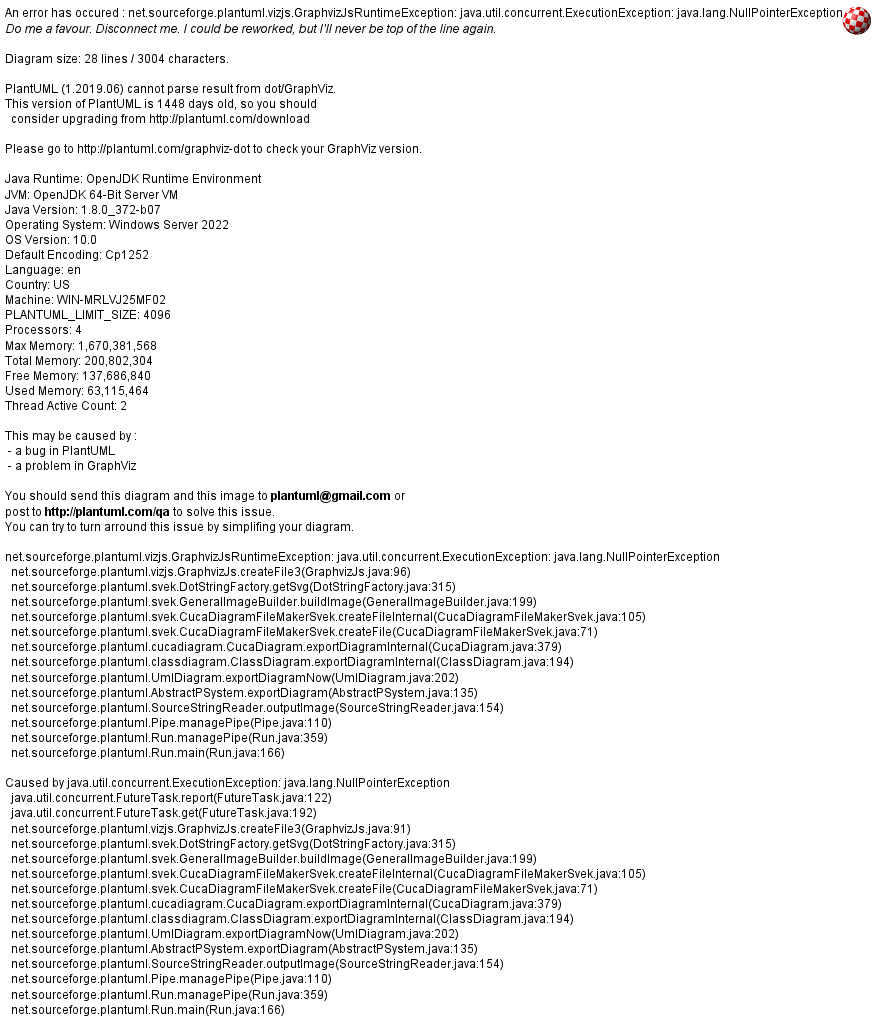 An error has occured : net.sourceforge.plantuml.vizjs.GraphvizJsRuntimeException: java.util.concurrent.ExecutionException: java.lang.NullPointerException
Do me a favour. Disconnect me. I could be reworked, but I'll never be top of the line again.
Diagram size: 28 lines / 3004 characters.
PlantUML (1.2019.06) cannot parse result from dot/GraphViz.
This version of PlantUML is 1448 days old, so you should
consider upgrading from http://plantuml.com/download
Please go to http://plantuml.com/graphviz-dot to check your GraphViz version.
Java Runtime: OpenJDK Runtime Environment
JVM: OpenJDK 64-Bit Server VM
Java Version: 1.8.0_372-b07
Operating System: Windows Server 2022
OS Version: 10.0
Default Encoding: Cp1252
Language: en
Country: US
Machine: WIN-MRLVJ25MF02
PLANTUML_LIMIT_SIZE: 4096
Processors: 4
Max Memory: 1,670,381,568
Total Memory: 200,802,304
Free Memory: 137,686,840
Used Memory: 63,115,464
Thread Active Count: 2
This may be caused by :
- a bug in PlantUML
- a problem in GraphViz
You should send this diagram and this image to plantuml@gmail.com or
post to http://plantuml.com/qa to solve this issue.
You can try to turn arround this issue by simplifing your diagram.
net.sourceforge.plantuml.vizjs.GraphvizJsRuntimeException: java.util.concurrent.ExecutionException: java.lang.NullPointerException
net.sourceforge.plantuml.vizjs.GraphvizJs.createFile3(GraphvizJs.java:96)
net.sourceforge.plantuml.svek.DotStringFactory.getSvg(DotStringFactory.java:315)
net.sourceforge.plantuml.svek.GeneralImageBuilder.buildImage(GeneralImageBuilder.java:199)
net.sourceforge.plantuml.svek.CucaDiagramFileMakerSvek.createFileInternal(CucaDiagramFileMakerSvek.java:105)
net.sourceforge.plantuml.svek.CucaDiagramFileMakerSvek.createFile(CucaDiagramFileMakerSvek.java:71)
net.sourceforge.plantuml.cucadiagram.CucaDiagram.exportDiagramInternal(CucaDiagram.java:379)
net.sourceforge.plantuml.classdiagram.ClassDiagram.exportDiagramInternal(ClassDiagram.java:194)
net.sourceforge.plantuml.UmlDiagram.exportDiagramNow(UmlDiagram.java:202)
net.sourceforge.plantuml.AbstractPSystem.exportDiagram(AbstractPSystem.java:135)
net.sourceforge.plantuml.SourceStringReader.outputImage(SourceStringReader.java:154)
net.sourceforge.plantuml.Pipe.managePipe(Pipe.java:110)
net.sourceforge.plantuml.Run.managePipe(Run.java:359)
net.sourceforge.plantuml.Run.main(Run.java:166)
Caused by java.util.concurrent.ExecutionException: java.lang.NullPointerException
java.util.concurrent.FutureTask.report(FutureTask.java:122)
java.util.concurrent.FutureTask.get(FutureTask.java:192)
net.sourceforge.plantuml.vizjs.GraphvizJs.createFile3(GraphvizJs.java:91)
net.sourceforge.plantuml.svek.DotStringFactory.getSvg(DotStringFactory.java:315)
net.sourceforge.plantuml.svek.GeneralImageBuilder.buildImage(GeneralImageBuilder.java:199)
net.sourceforge.plantuml.svek.CucaDiagramFileMakerSvek.createFileInternal(CucaDiagramFileMakerSvek.java:105)
net.sourceforge.plantuml.svek.CucaDiagramFileMakerSvek.createFile(CucaDiagramFileMakerSvek.java:71)
net.sourceforge.plantuml.cucadiagram.CucaDiagram.exportDiagramInternal(CucaDiagram.java:379)
net.sourceforge.plantuml.classdiagram.ClassDiagram.exportDiagramInternal(ClassDiagram.java:194)
net.sourceforge.plantuml.UmlDiagram.exportDiagramNow(UmlDiagram.java:202)
net.sourceforge.plantuml.AbstractPSystem.exportDiagram(AbstractPSystem.java:135)
net.sourceforge.plantuml.SourceStringReader.outputImage(SourceStringReader.java:154)
net.sourceforge.plantuml.Pipe.managePipe(Pipe.java:110)
net.sourceforge.plantuml.Run.managePipe(Run.java:359)
net.sourceforge.plantuml.Run.main(Run.java:166)